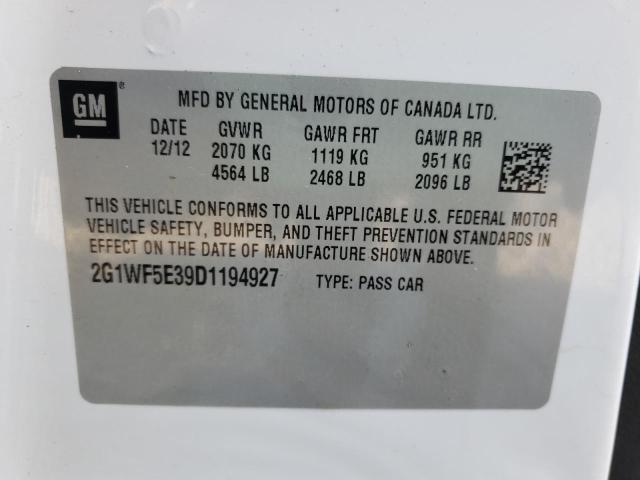 GM®
MFD BY GENERAL MOTORS OF CANADA LTD.
DATE GVWR GAWR FRT GAWR RR
12/12 2070 KG 1119 KG 951 KG
4564 LB 2468 LB 2096 LB
THIS VEHICLE CONFORMS TO ALL APPLICABLE U.S. FEDERAL MOTOR
VEHICLE SAFETY, BUMPER, AND THEFT PREVENTION STANDARDS IN
EFFECT ON THE DATE OF MANUFACTURE SHOWN ABOVE.
2G1WF5E39D1194927 TYPE: PASS CAR